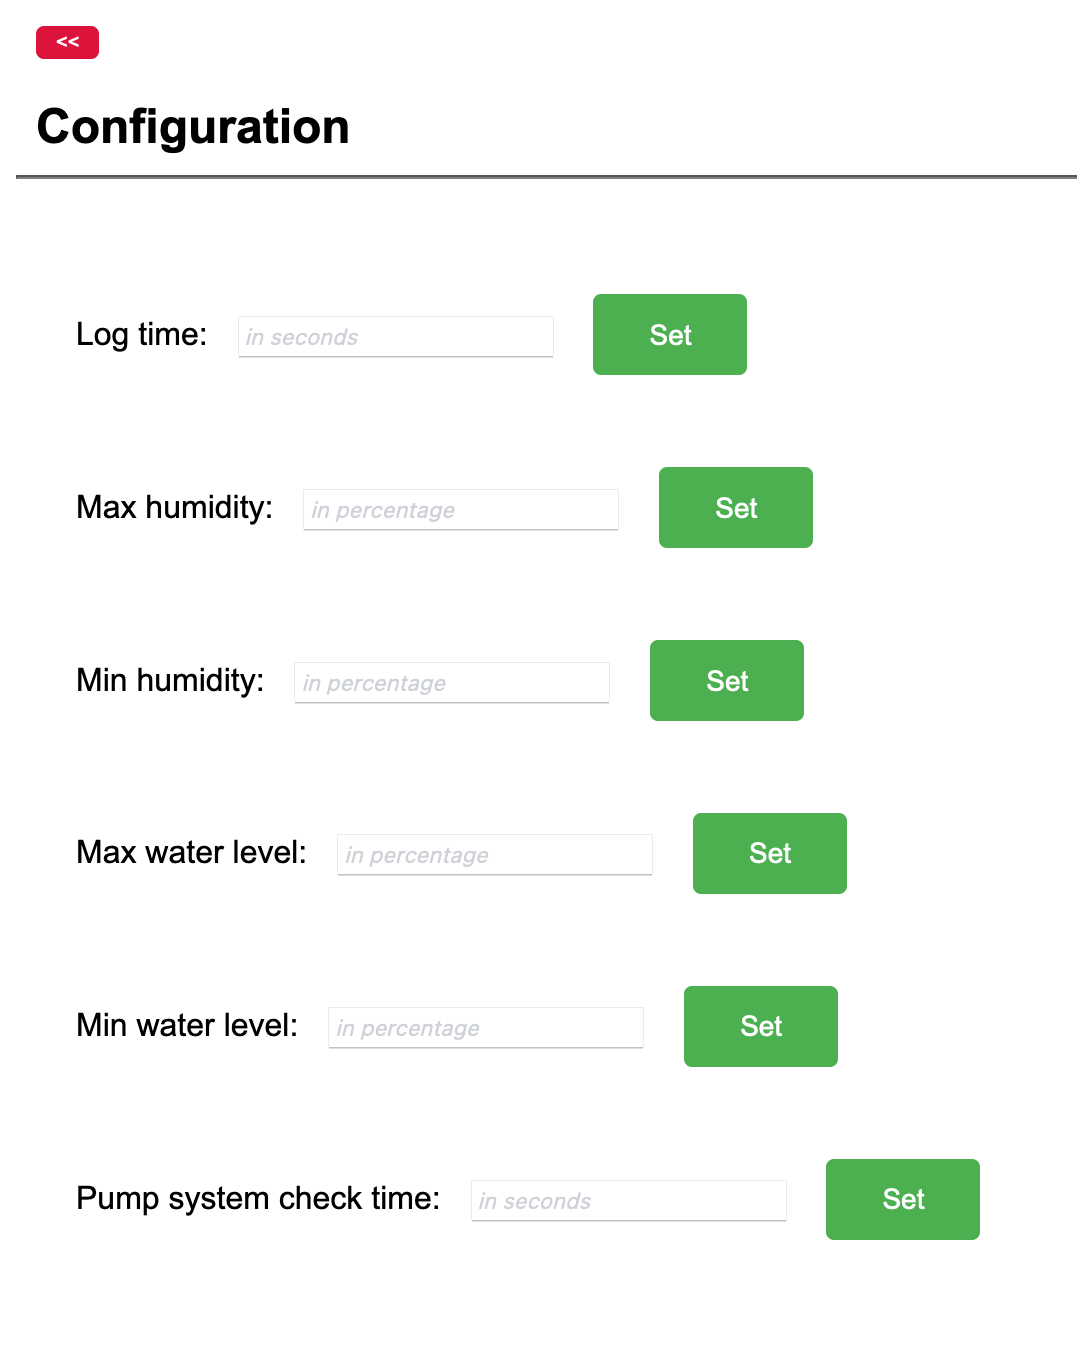 <<
Configuration
Log time: in seconds Set
Max humidity: in percentage Set
Min humidity: in percentage Set
Max water level: in percentage Set
Min water level: in percentage Set
Pump system check time: in seconds Set